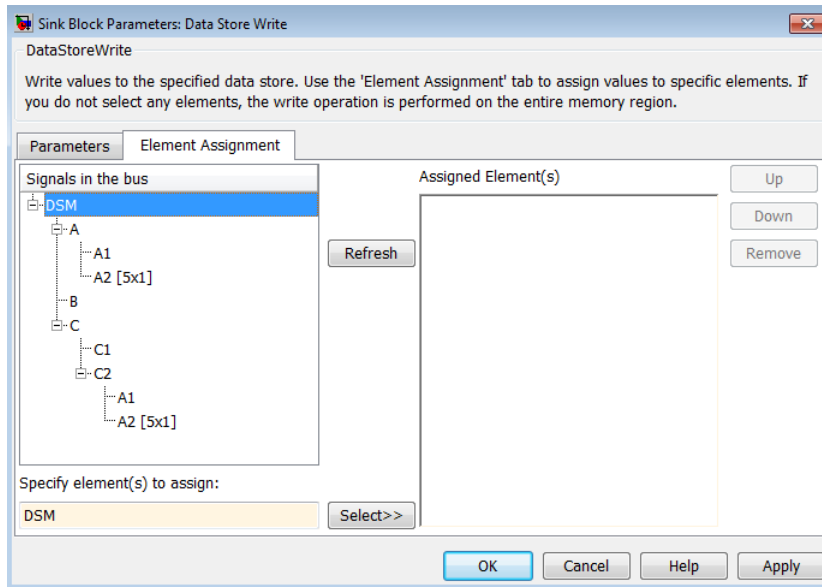 Sink Block Parameters: Data Store Write
DataStoreWrite
Write values to the specified data store. Use the 'Element Assignment' tab to assign values to specific elements. If
you do not select any elements, the write operation is performed on the entire memory region.
Parameters
Element Assignment
Signals in the bus
DSM
A
A1
A2 [5x1]
B
C
C1
C2
A1
A2 [5x1]
Refresh
Assigned Element(s)
Up
Down
Remove
Specify element(s) to assign:
DSM
Select>>
OK
Cancel
Help
Apply